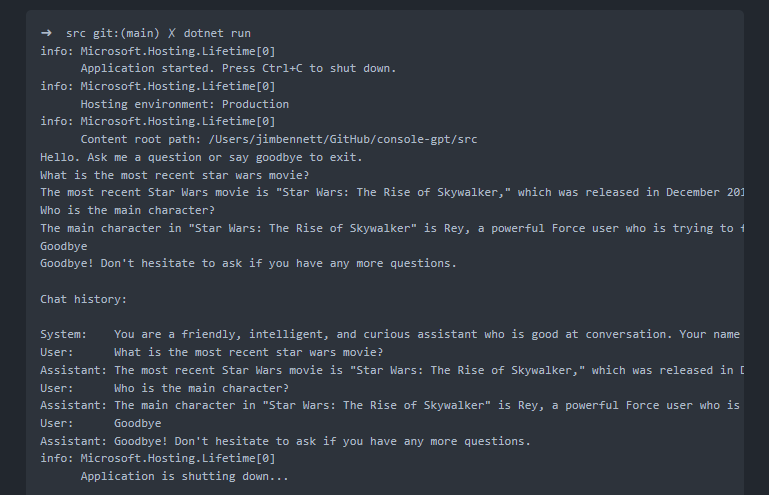 ➜ src git:(main) ✗ dotnet run
info: Microsoft.Hosting.Lifetime[0]
Application started. Press Ctrl+C to shut down.
info: Microsoft.Hosting.Lifetime[0]
Hosting environment: Production
info: Microsoft.Hosting.Lifetime[0]
Content root path: /Users/jimbennett/GitHub/console-gpt/src
Hello. Ask me a question or say goodbye to exit.
What is the most recent star wars movie?
The most recent Star Wars movie is "Star Wars: The Rise of Skywalker," which was released in December
Who is the main character?
The main character in "Star Wars: The Rise of Skywalker" is Rey, a powerful Force user who is trying to
Goodbye
Goodbye! Don't hesitate to ask if you have any more questions.
Chat history:
System: You are a friendly, intelligent, and curious assistant who is good at conversation. Your name
User: What is the most recent star wars movie?
Assistant: The most recent Star Wars movie is "Star Wars: The Rise of Skywalker," which was released in
User: Who is the main character?
Assistant: The main character in "Star Wars: The Rise of Skywalker" is Rey, a powerful Force user who is
User: Goodbye
Assistant: Goodbye! Don't hesitate to ask if you have any more questions.
info: Microsoft.Hosting.Lifetime[0]
Application is shutting down...